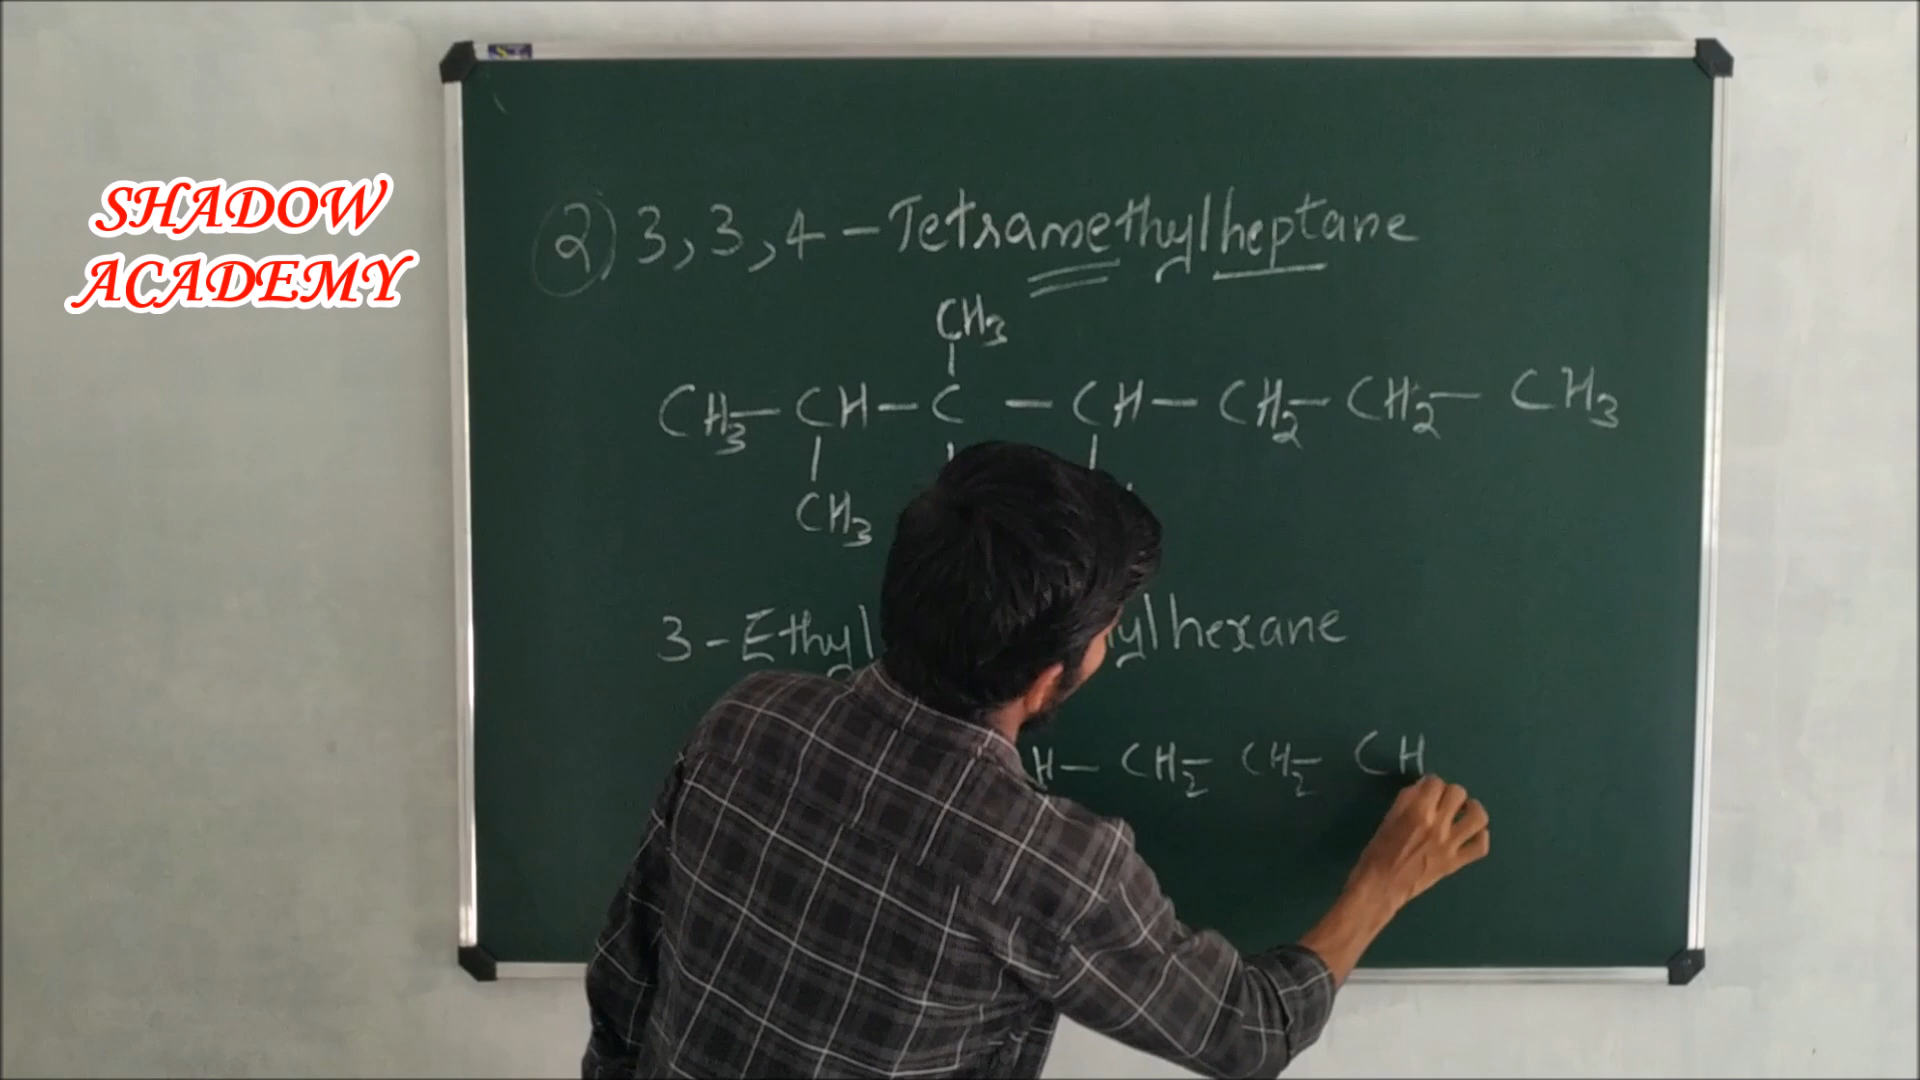 SHADOW
ACADEMY
2, 3, 3, 4 - Tetramethylheptane
CH3
CH3 - CH - C - CH - CH2 - CH2 - CH3
CH3
3 - Ethyl hexane
H - CH2 - CH2 - CH